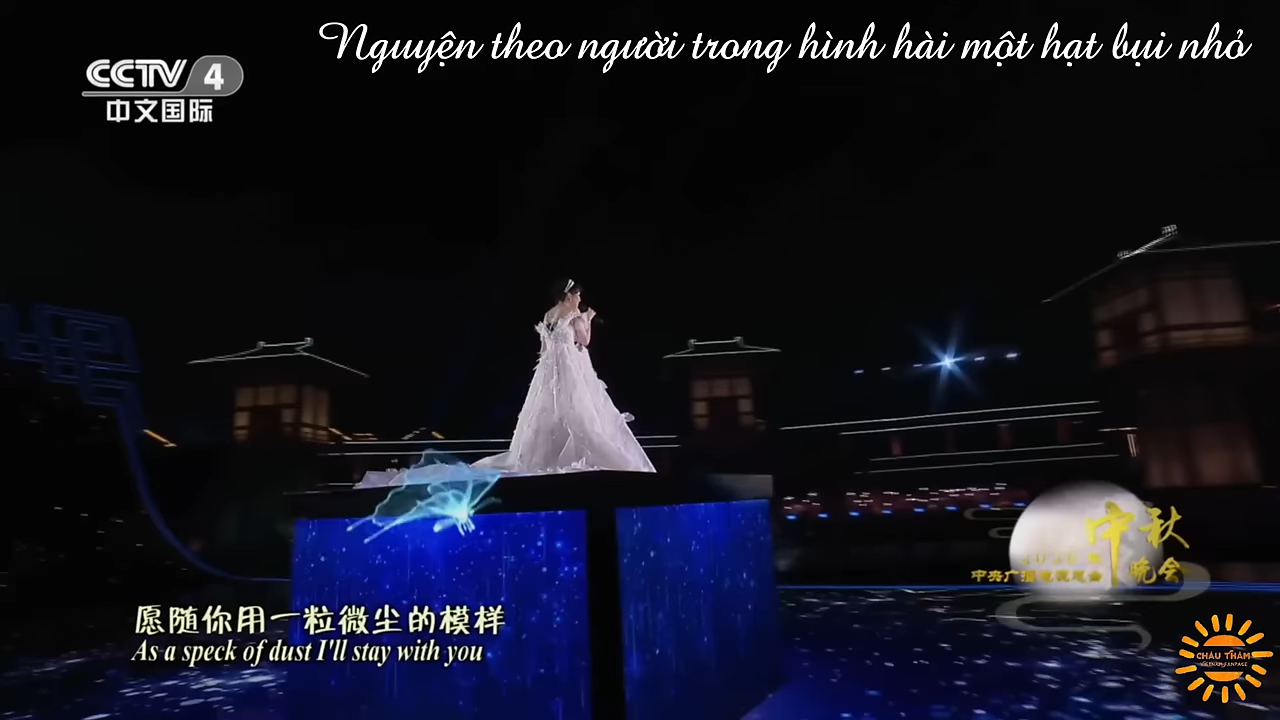 Nguyện theo người trong hình hài một hạt bụi nhỏ
CCTV 4
中文国际
中秋
晚会
愿随你用一粒微尘的模样
As a speck of dust I'll stay with you
CHÂU THÂM
VIETNAM FANPAGE